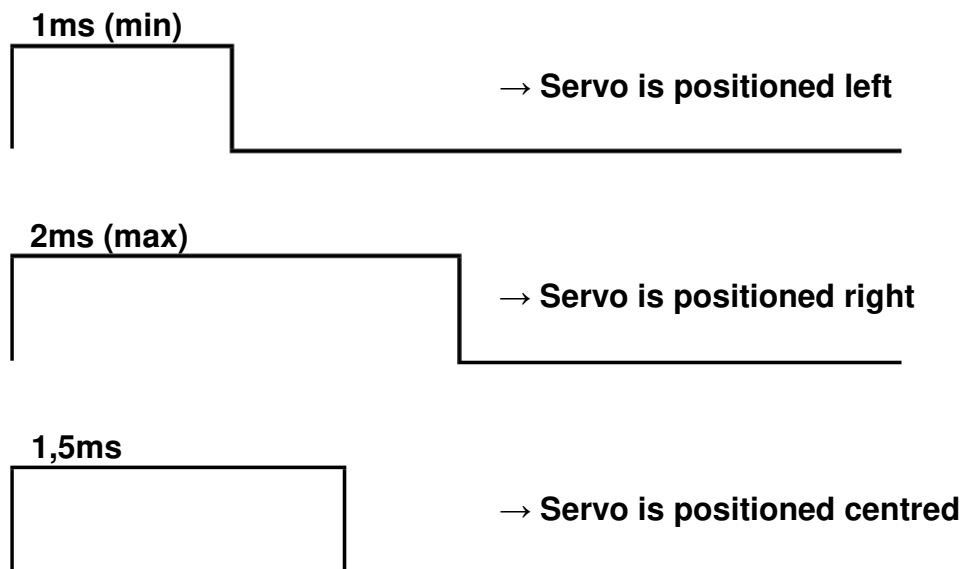 1ms (min)
→ Servo is positioned left
2ms (max)
→ Servo is positioned right
1,5ms
→ Servo is positioned centred